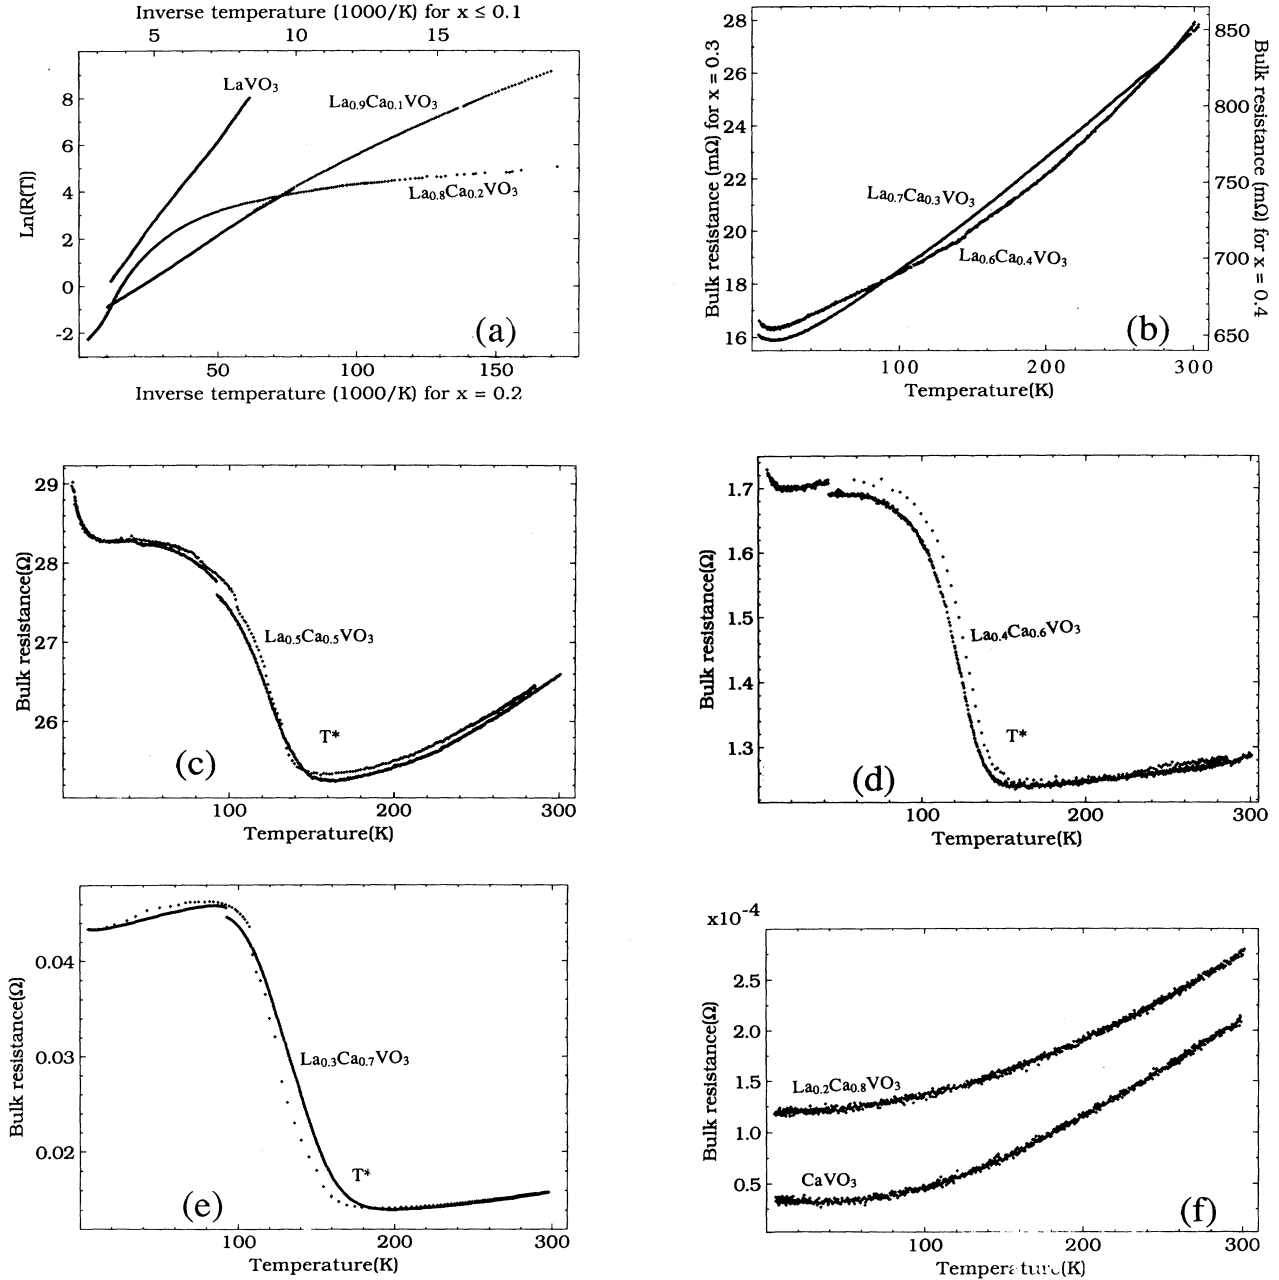 Inverse temperature (1000/K) for x ≤ 0.1
5 10 15
LaVO3
La0.9Ca0.1VO3
La0.8Ca0.2VO3
Ln(R(T))
8
6
4
2
0
-2
(a)
50 100 150
Inverse temperature (1000/K) for x = 0.2
Bulk resistance (mΩ) for x = 0.3
28
26
24
22
20
18
16
La0.7Ca0.3VO3
La0.6Ca0.4VO3
(b)
850
800
750
700
650
Bulk resistance (mΩ) for x = 0.4
100 200 300
Temperature(K)
Bulk resistance(Ω)
29
28
27
26
La0.5Ca0.5VO3
T*
(c)
100 200 300
Temperature(K)
Bulk resistance(Ω)
1.7
1.6
1.5
1.4
1.3
La0.4Ca0.6VO3
T*
(d)
100 200 300
Temperature(K)
Bulk resistance(Ω)
0.04
0.03
0.02
La0.3Ca0.7VO3
T*
(e)
100 200 300
Temperature(K)
x10-4
Bulk resistance(Ω)
2.5
2.0
1.5
1.0
0.5
La0.2Ca0.8VO3
CaVO3
(f)
100 200 300
Temperature(K)